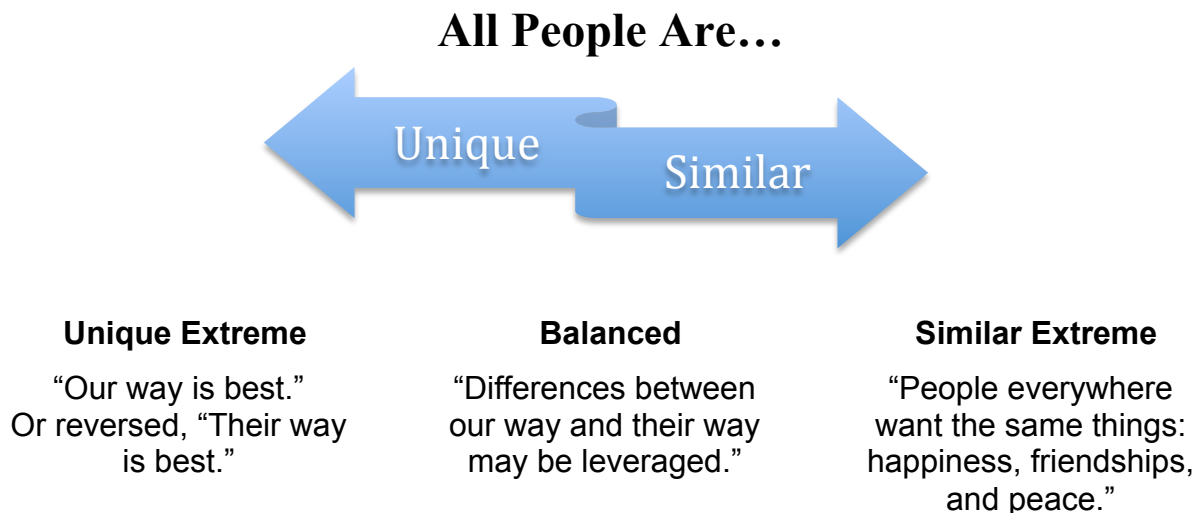 All People Are…
Unique
Similar
Unique Extreme
“Our way is best.”
Or reversed, “Their way
is best.”
Balanced
“Differences between
our way and their way
may be leveraged.”
Similar Extreme
“People everywhere
want the same things:
happiness, friendships,
and peace.”